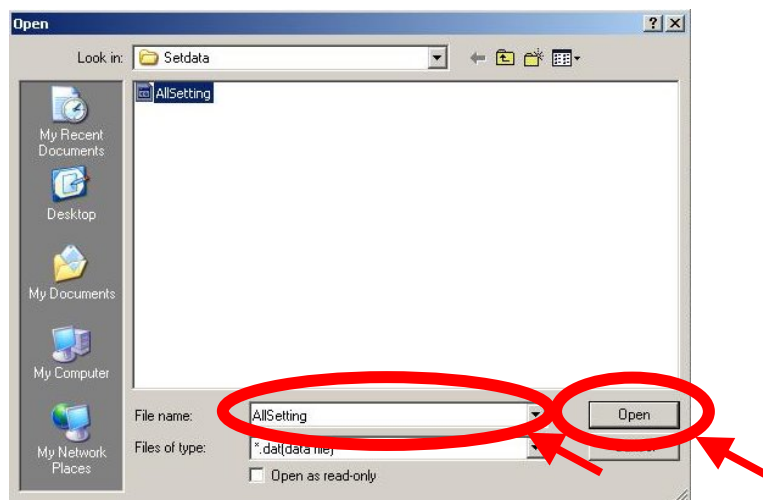 Open
Look in: Setdata
AllSetting
My Recent
Documents
Desktop
My Documents
My Computer
My Network
Places
File name: AllSetting Open
Files of type: *.dat(data file)
Open as read-only